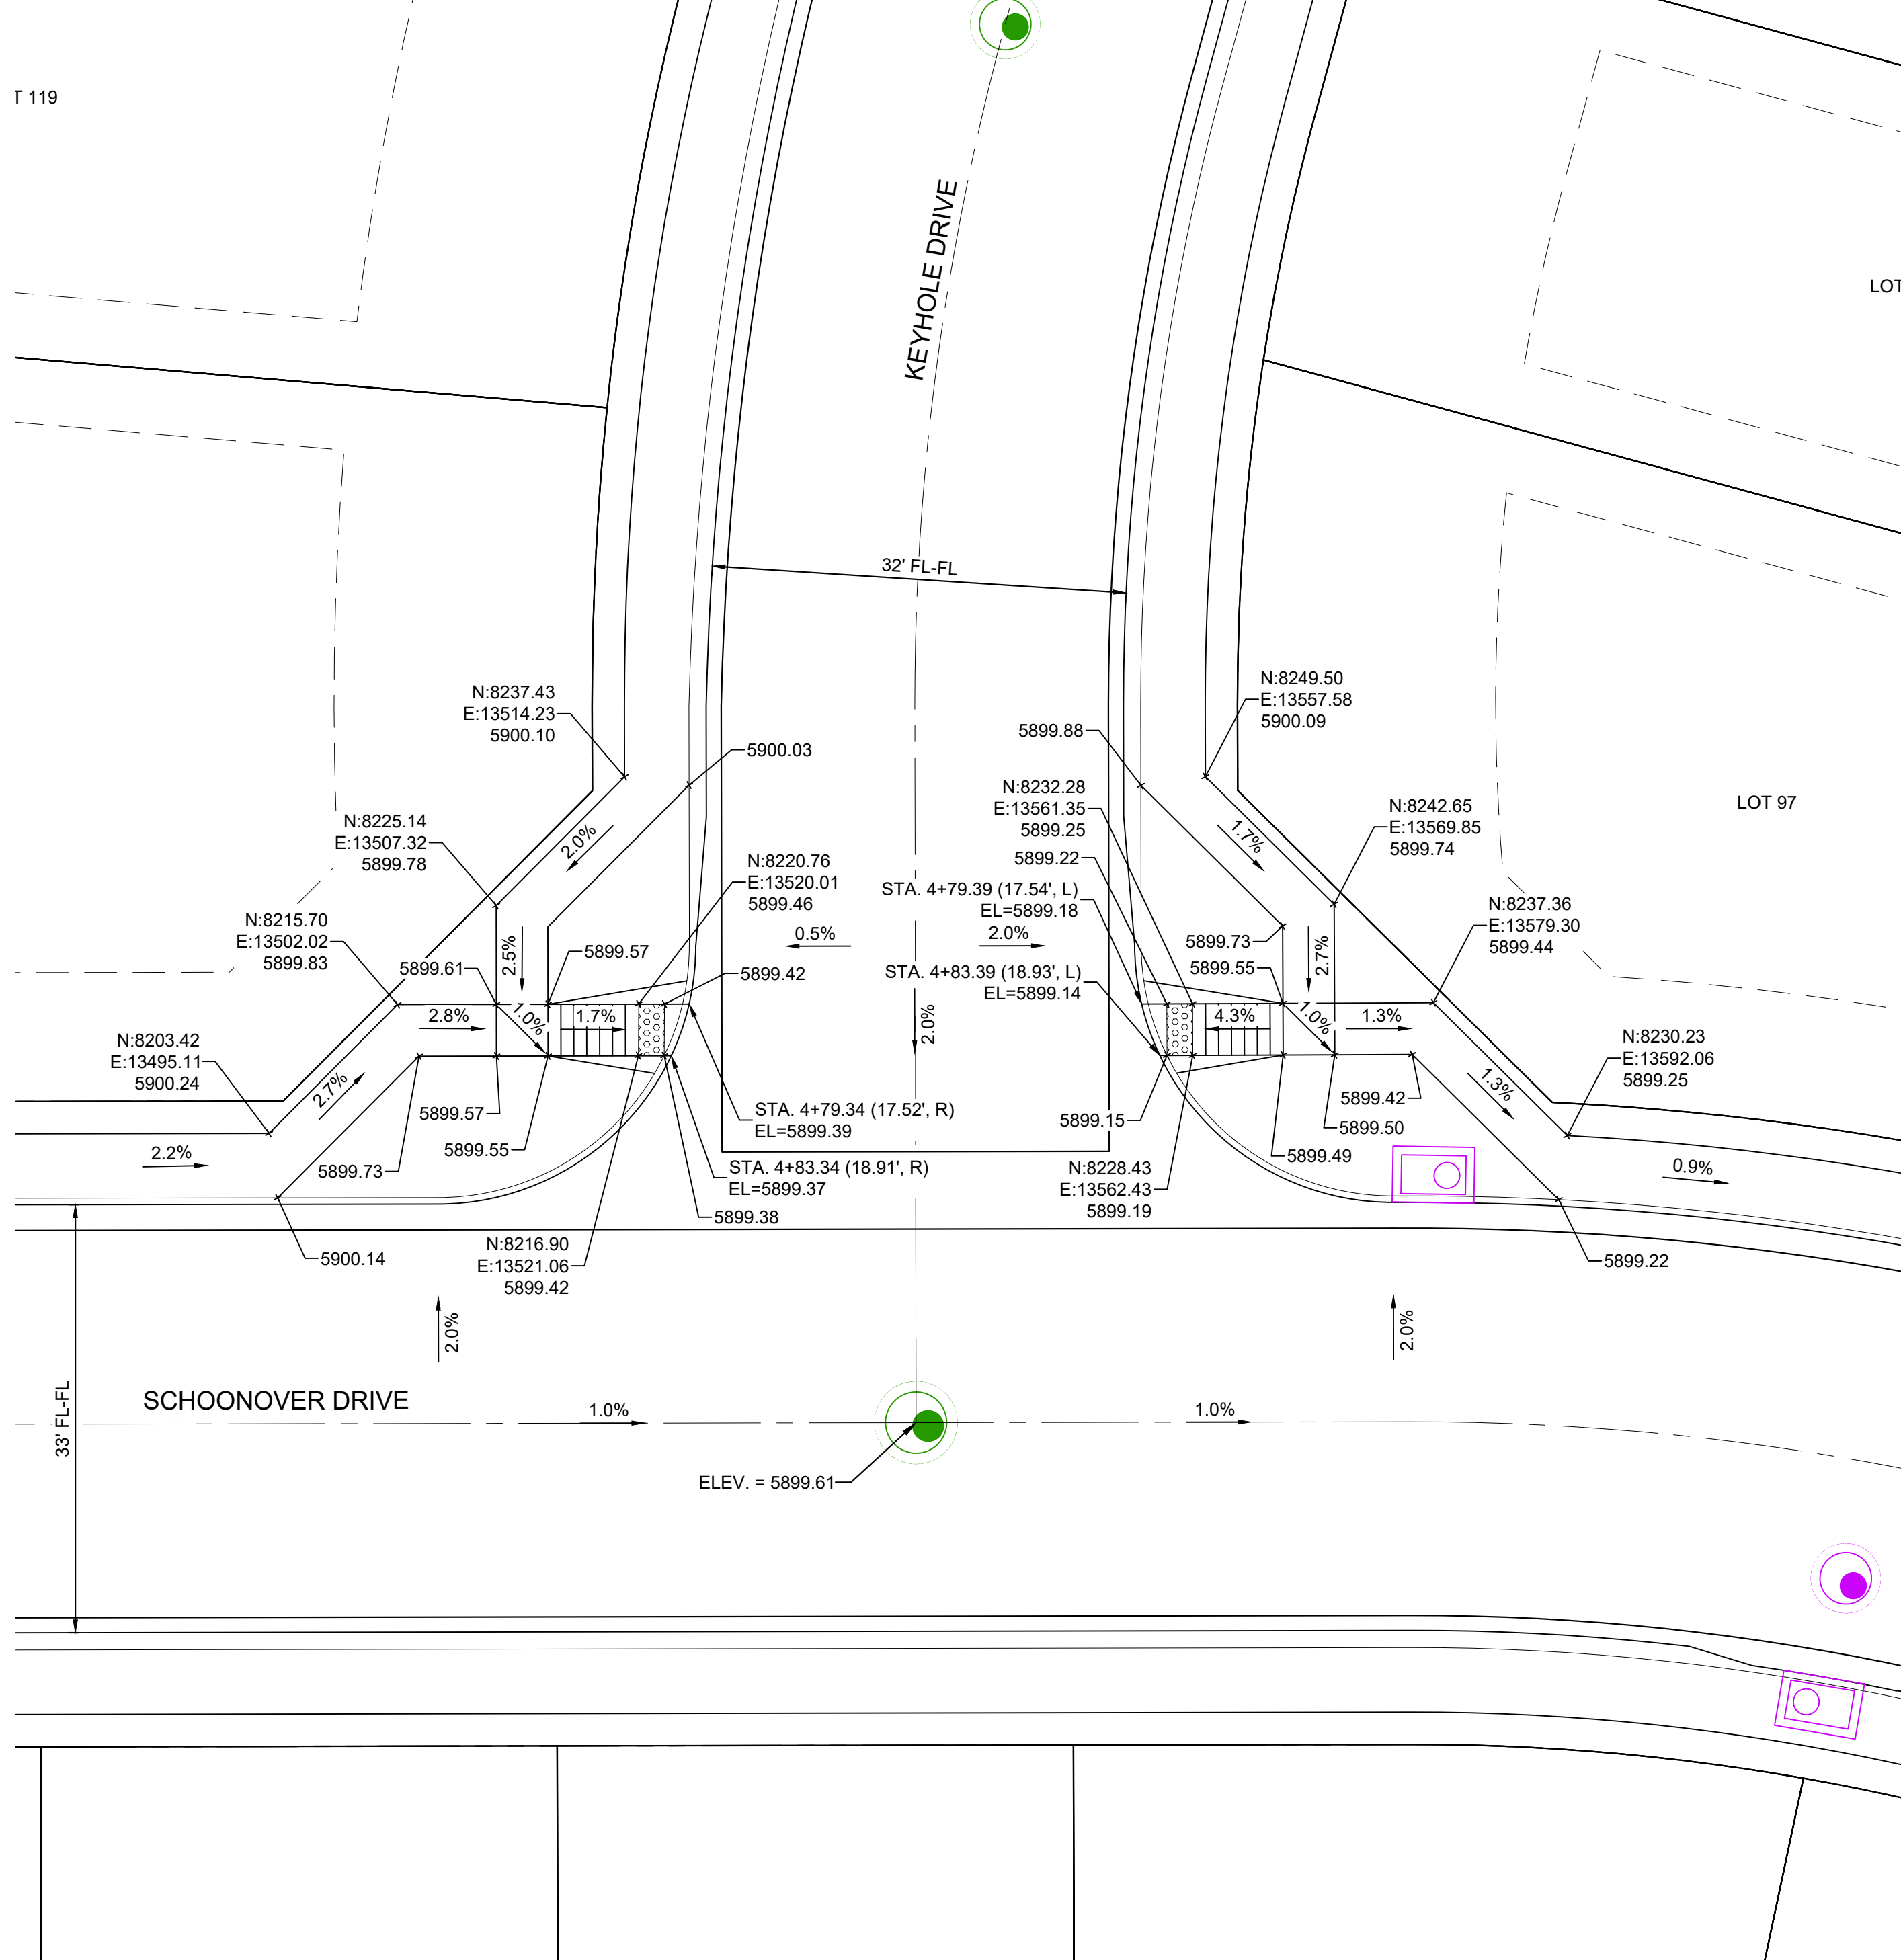 T 119
LOT
KEYHOLE DRIVE
32' FL-FL
N:8237.43
E:13514.23
5900.10
5900.03
5899.88
N:8249.50
E:13557.58
5900.09
N:8232.28
E:13561.35
5899.25
5899.22
LOT 97
N:8242.65
E:13569.85
5899.74
N:8225.14
E:13507.32
5899.78
2.0%
1.7%
N:8220.76
E:13520.01
5899.46
STA. 4+79.39 (17.54', L)
EL=5899.18
N:8215.70
E:13502.02
5899.83
N:8237.36
E:13579.30
5899.44
0.5%
2.0%
5899.73
2.5%
2.7%
5899.57
5899.61
5899.42
5899.55
STA. 4+83.39 (18.93', L)
EL=5899.14
2.8%
1.0%
1.7%
2.0%
4.3%
1.0%
1.3%
N:8203.42
E:13495.11
5900.24
N:8230.23
E:13592.06
5899.25
2.7%
1.3%
5899.57
5899.42
STA. 4+79.34 (17.52', R)
EL=5899.39
5899.15
5899.50
2.2%
5899.73
5899.55
5899.49
0.9%
STA. 4+83.34 (18.91', R)
EL=5899.37
N:8228.43
E:13562.43
5899.19
5899.38
5900.14
N:8216.90
E:13521.06
5899.42
5899.22
2.0%
2.0%
33' FL-FL
SCHOONOVER DRIVE
1.0%
1.0%
ELEV. = 5899.61